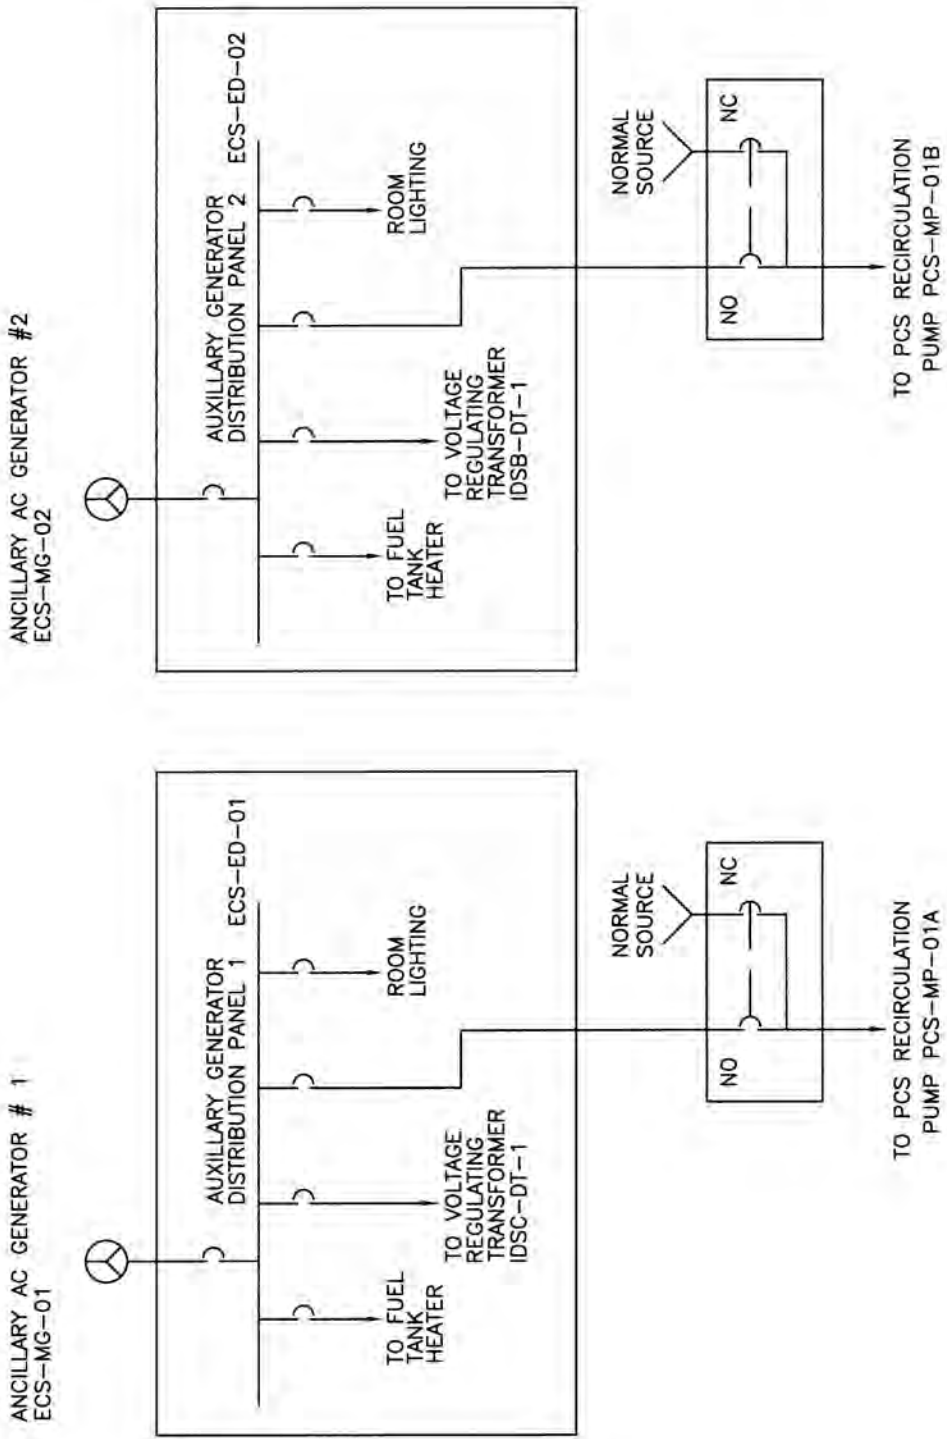 ANCILLARY AC GENERATOR # 1
ECS-MG-01
AUXILLARY GENERATOR
DISTRIBUTION PANEL 1 ECS-ED-01
TO FUEL
TANK
HEATER
TO VOLTAGE
REGULATING
TRANSFORMER
IDSC-DT-1
ROOM
LIGHTING
NORMAL
SOURCE
NO
NC
TO PCS RECIRCULATION
PUMP PCS-MP-01A
ANCILLARY AC GENERATOR #2
ECS-MG-02
AUXILLARY GENERATOR
DISTRIBUTION PANEL 2 ECS-ED-02
TO FUEL
TANK
HEATER
TO VOLTAGE
REGULATING
TRANSFORMER
IDSB-DT-1
ROOM
LIGHTING
NORMAL
SOURCE
NO
NC
TO PCS RECIRCULATION
PUMP PCS-MP-01B